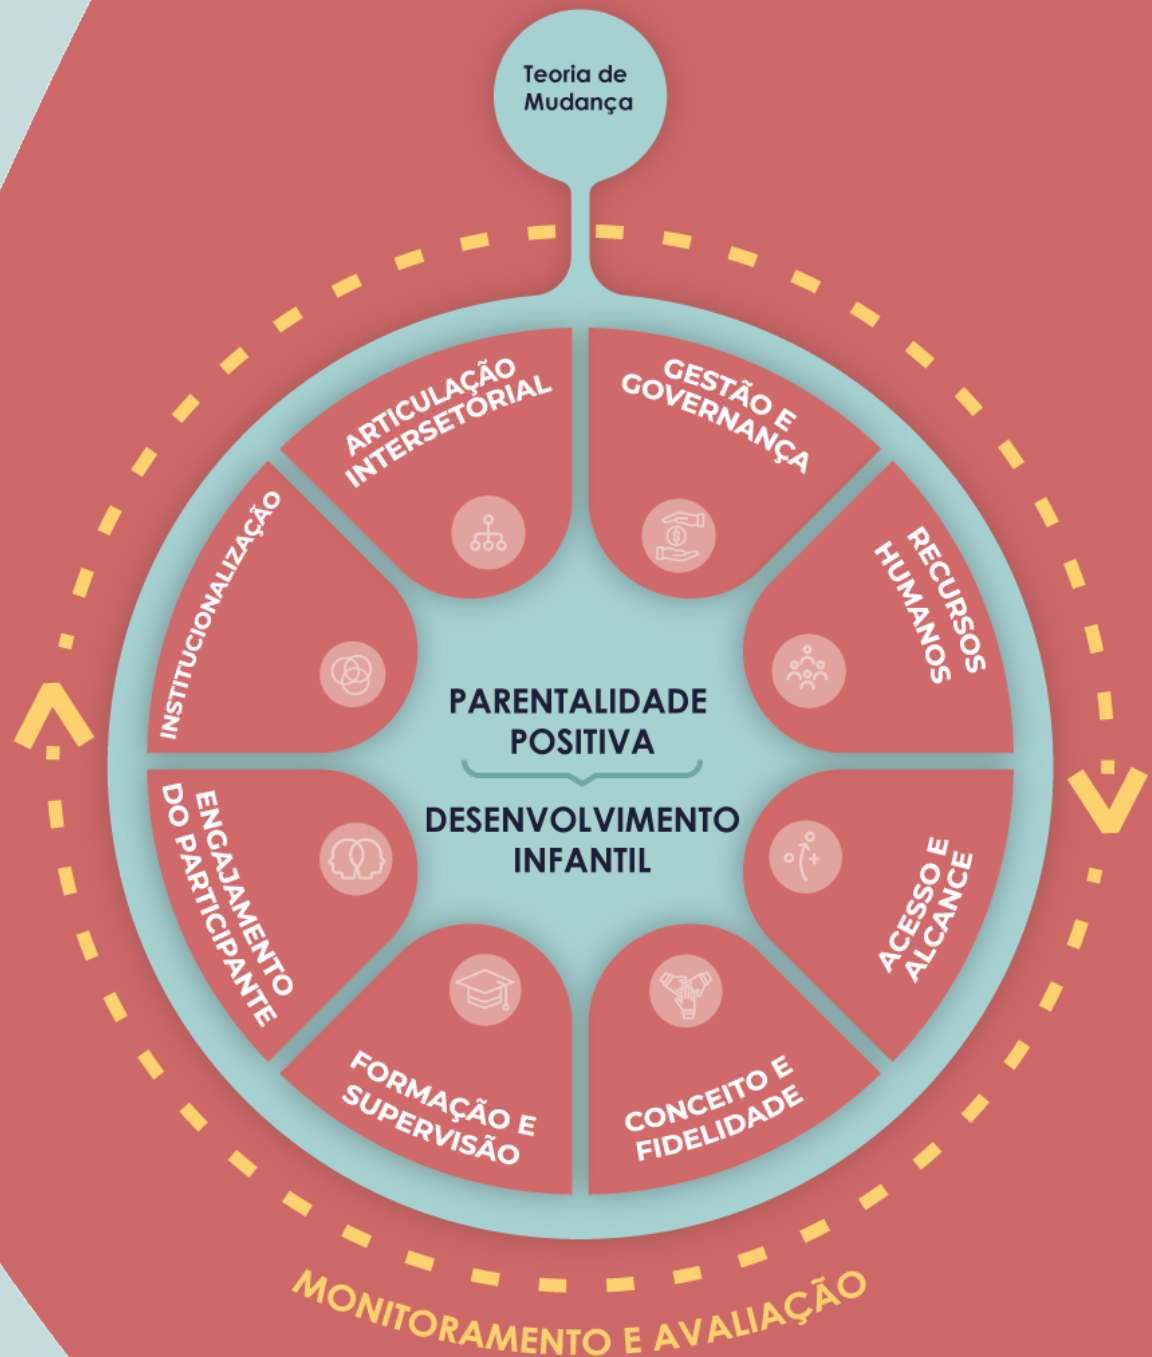 Teoria de
Mudança
ARTICULAÇÃO
INTERSETORIAL
GESTÃO E
GOVERNANÇA
RECURSOS
HUMANOS
ACESSO E
ALCANCE
CONCEITO E
FIDELIDADE
FORMAÇÃO E
SUPERVISÃO
ENGAJAMENTO
DO PARTICIPANTE
INSTITUCIONALIZAÇÃO
PARENTALIDADE
POSITIVA
DESENVOLVIMENTO
INFANTIL
MONITORAMENTO E AVALIAÇÃO